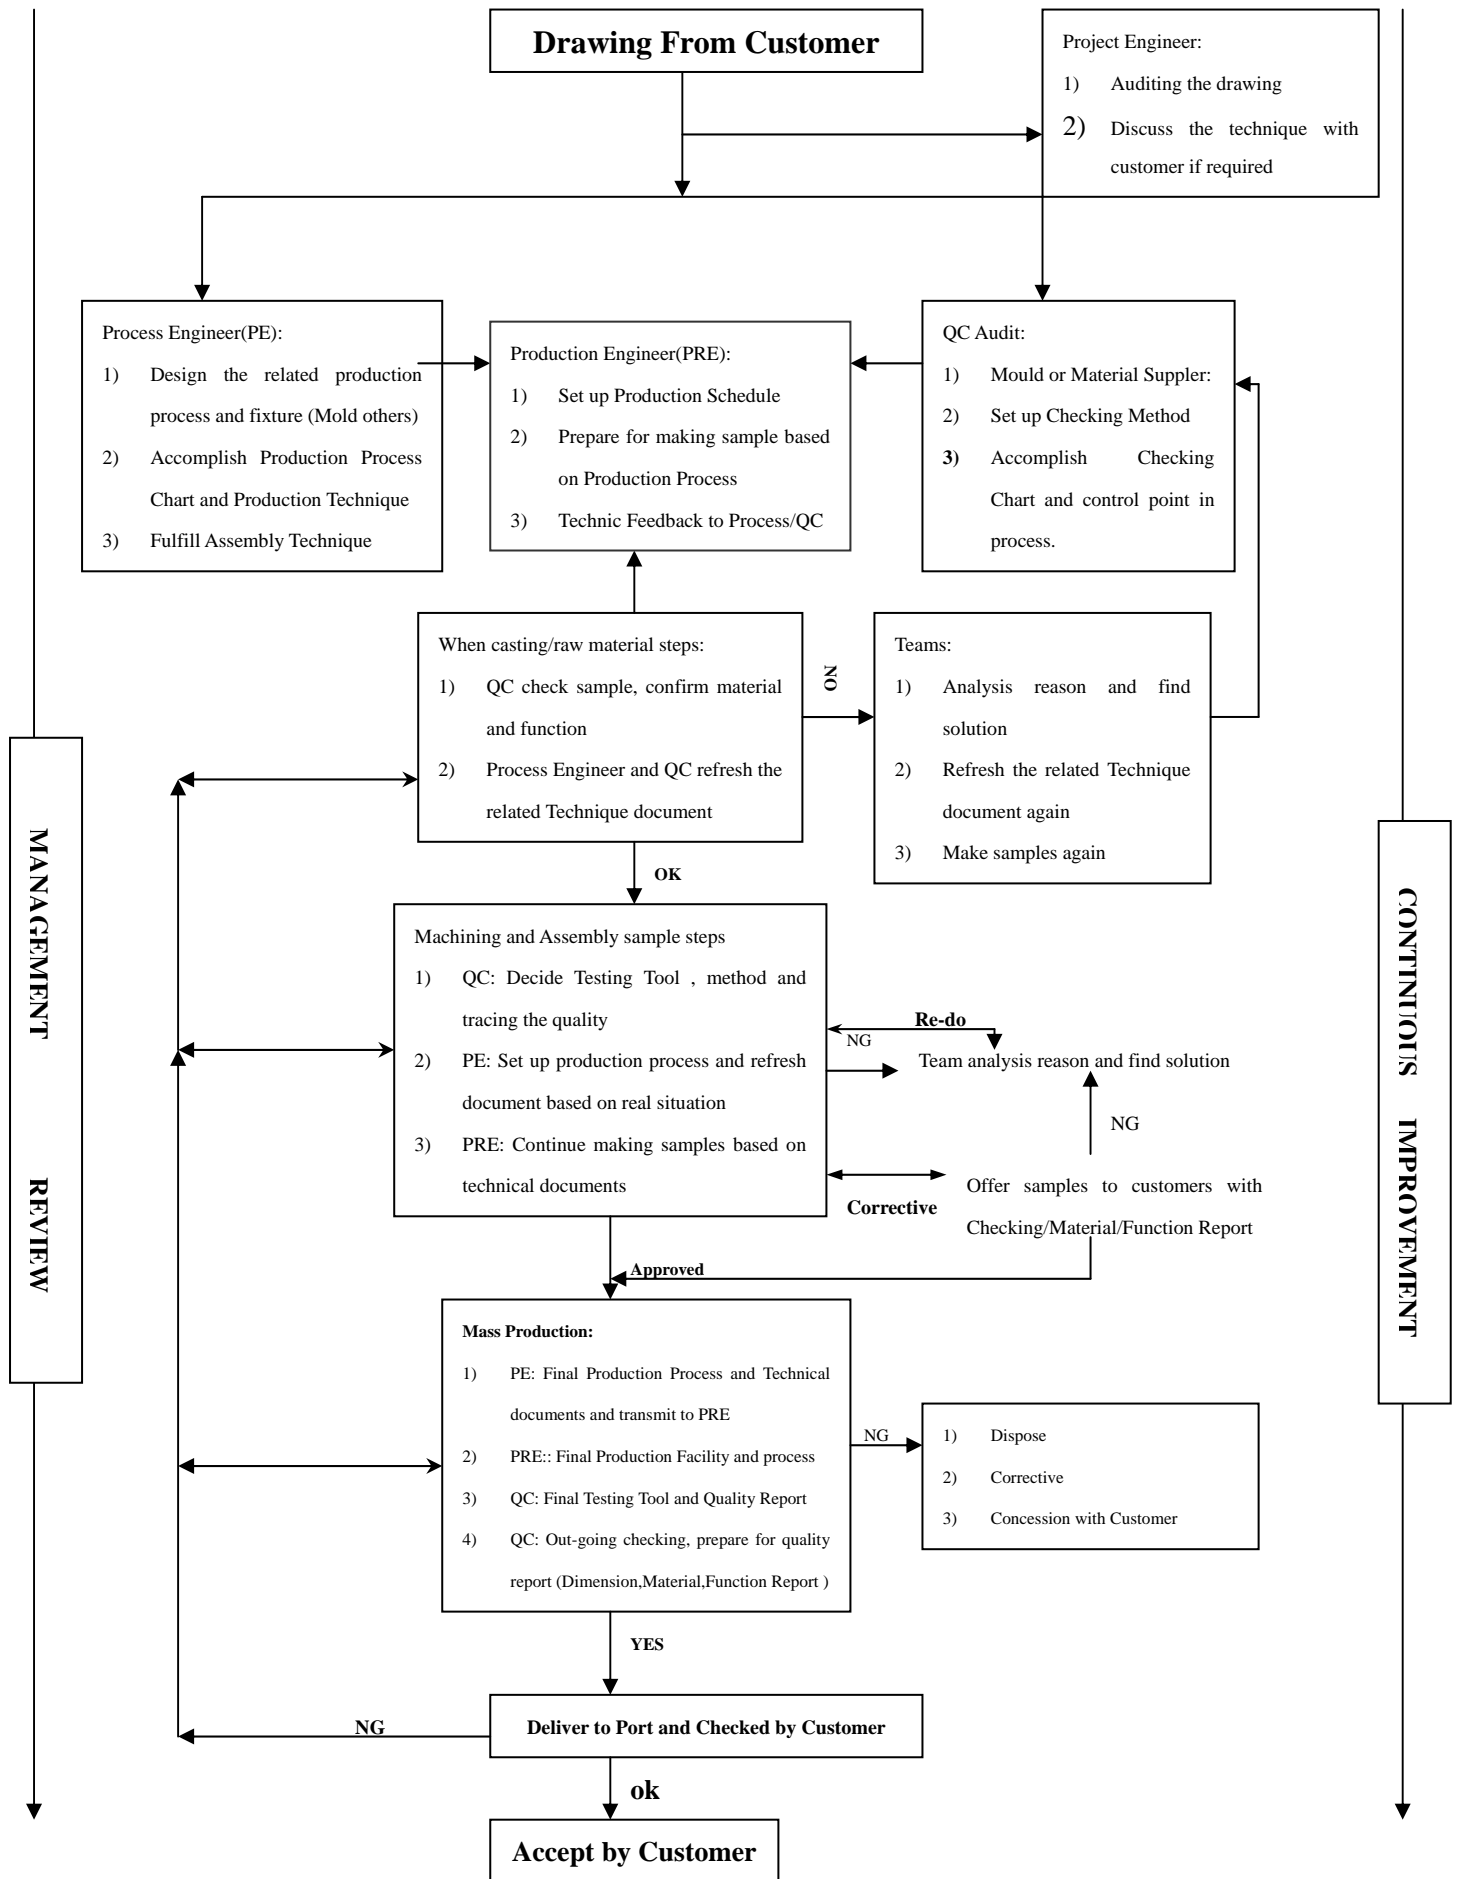 Drawing From Customer
Project Engineer:
1) Auditing the drawing
2) Discuss the technique with
customer if required
Process Engineer(PE):
1) Design the related production
process and fixture (Mold others)
2) Accomplish Production Process
Chart and Production Technique
3) Fulfill Assembly Technique
Production Engineer(PRE):
1) Set up Production Schedule
2) Prepare for making sample based
on Production Process
3) Technic Feedback to Process/QC
QC Audit:
1) Mould or Material Suppler:
2) Set up Checking Method
3) Accomplish Checking
Chart and control point in
process.
When casting/raw material steps:
1) QC check sample, confirm material
and function
2) Process Engineer and QC refresh the
related Technique document
NO
Teams:
1) Analysis reason and find
solution
2) Refresh the related Technique
document again
3) Make samples again
OK
MANAGEMENT REVIEW
CONTINUOUS IMPROVEMENT
Machining and Assembly sample steps
1) QC: Decide Testing Tool , method and
tracing the quality
2) PE: Set up production process and refresh
document based on real situation
3) PRE: Continue making samples based on
technical documents
Re-do
NG
Team analysis reason and find solution
NG
Corrective
Offer samples to customers with
Checking/Material/Function Report
Approved
Mass Production:
1) PE: Final Production Process and Technical
documents and transmit to PRE
2) PRE:: Final Production Facility and process
3) QC: Final Testing Tool and Quality Report
4) QC: Out-going checking, prepare for quality
report (Dimension,Material,Function Report )
NG
1) Dispose
2) Corrective
3) Concession with Customer
YES
Deliver to Port and Checked by Customer
NG
ok
Accept by Customer